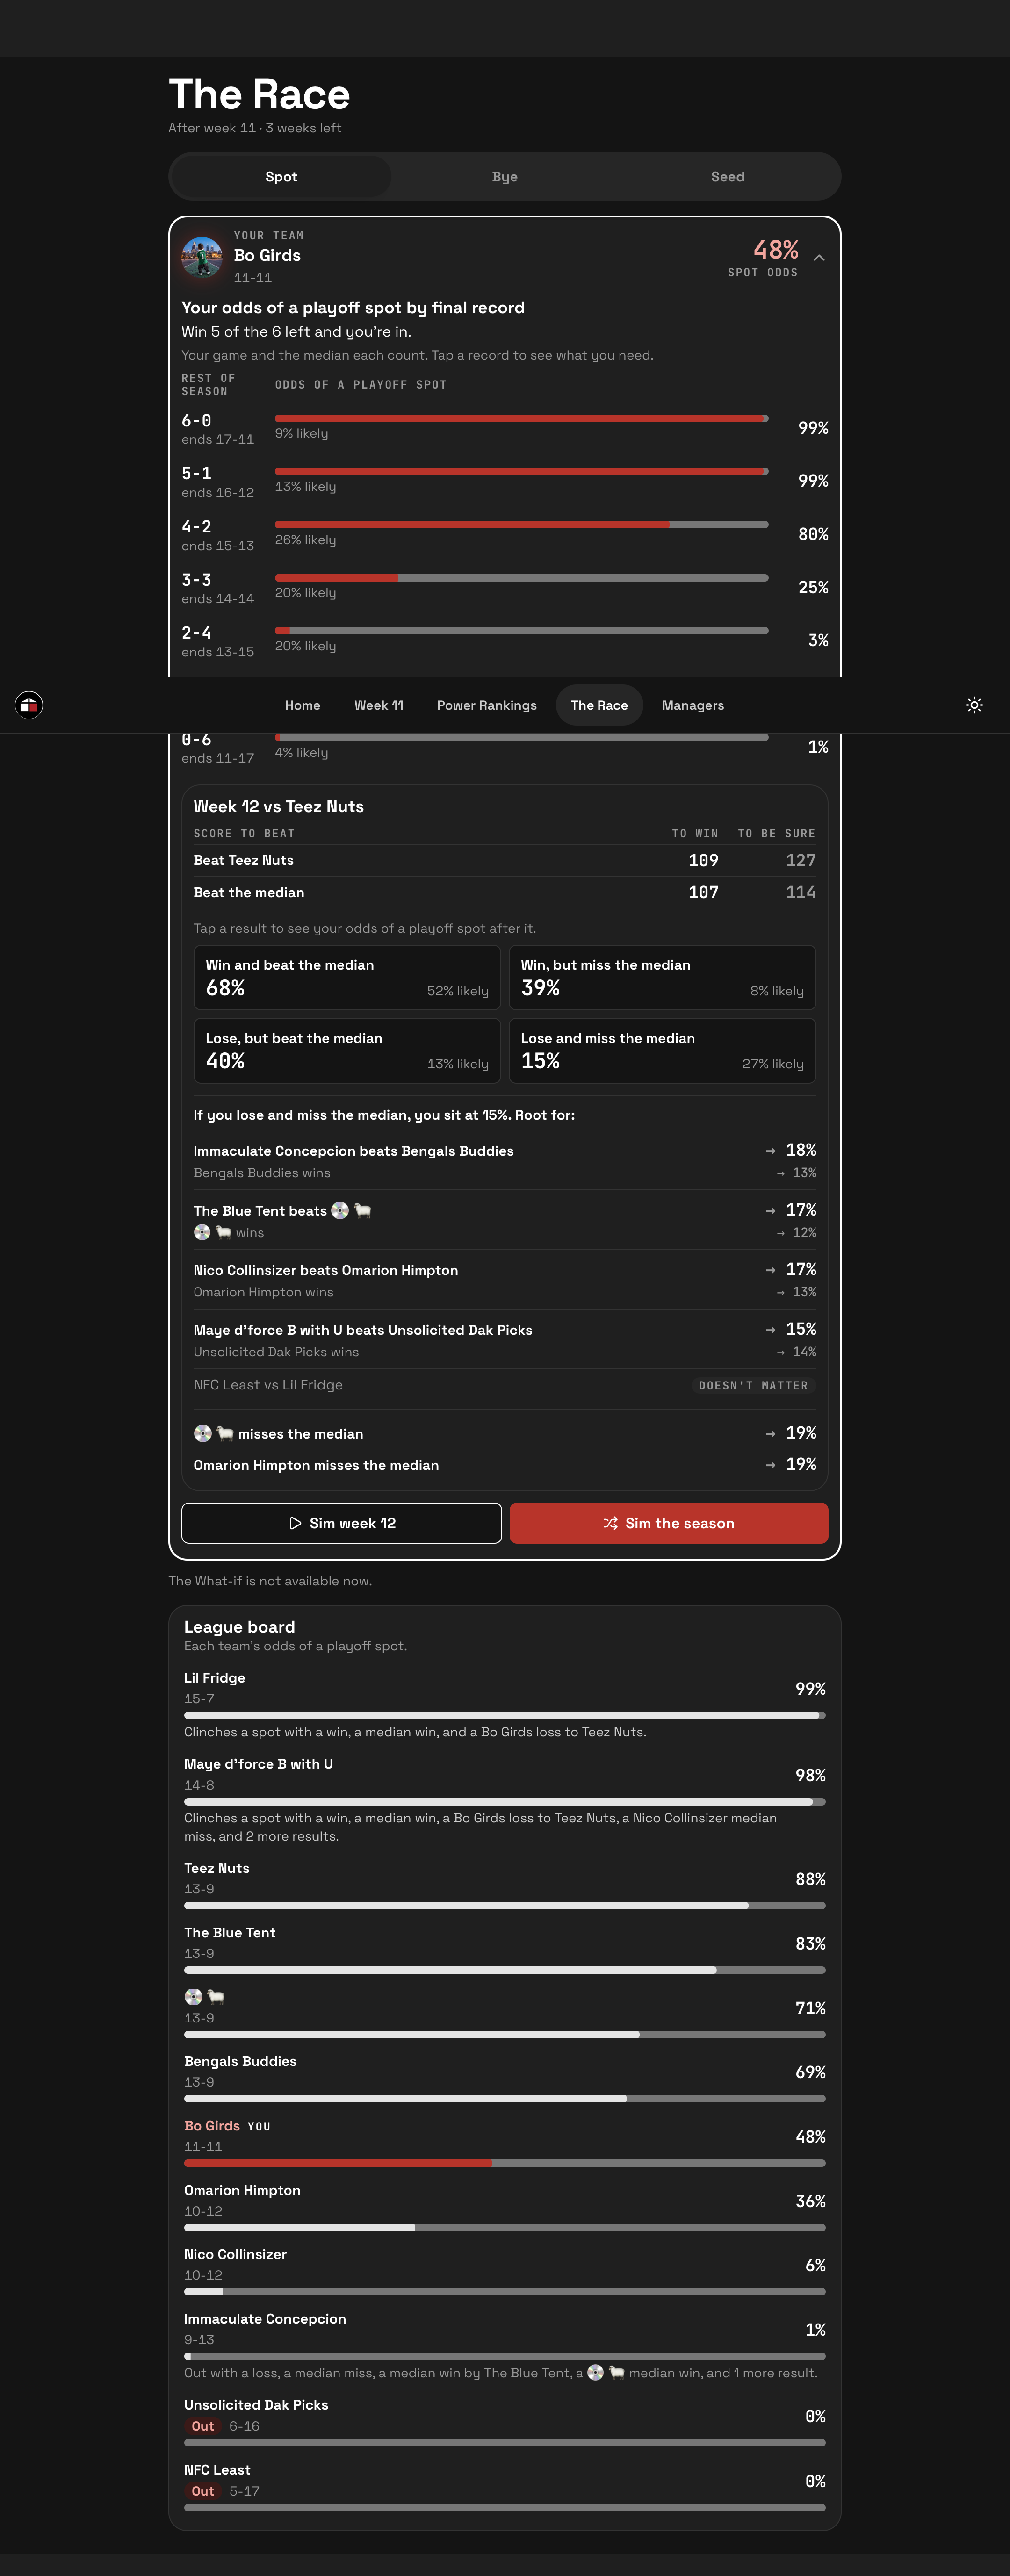 The Race
After week 11 · 3 weeks left
Spot
Bye
Seed
YOUR TEAM
Bo Girds
11-11
48%
SPOT ODDS
Your odds of a playoff spot by final record
Win 5 of the 6 left and you're in.
Your game and the median each count. Tap a record to see what you need.
REST OF SEASON
ODDS OF A PLAYOFF SPOT
6-0
ends 17-11
9% likely
99%
5-1
ends 16-12
13% likely
99%
4-2
ends 15-13
26% likely
80%
3-3
ends 14-14
20% likely
25%
2-4
ends 13-15
20% likely
3%
Home
Week 11
Power Rankings
The Race
Managers
0-6
ends 11-17
4% likely
1%
Week 12 vs Teez Nuts
SCORE TO BEAT
TO WIN
TO BE SURE
Beat Teez Nuts
109
127
Beat the median
107
114
Tap a result to see your odds of a playoff spot after it.
Win and beat the median
68%
52% likely
Win, but miss the median
39%
8% likely
Lose, but beat the median
40%
13% likely
Lose and miss the median
15%
27% likely
If you lose and miss the median, you sit at 15%. Root for:
Immaculate Concepcion beats Bengals Buddies
→ 18%
Bengals Buddies wins
→ 13%
The Blue Tent beats 💿 🐑
→ 17%
💿 🐑 wins
→ 12%
Nico Collinsizer beats Omarion Himpton
→ 17%
Omarion Himpton wins
→ 13%
Maye d'force B with U beats Unsolicited Dak Picks
→ 15%
Unsolicited Dak Picks wins
→ 14%
NFC Least vs Lil Fridge
DOESN'T MATTER
💿 🐑 misses the median
→ 19%
Omarion Himpton misses the median
→ 19%
Sim week 12
Sim the season
The What-if is not available now.
League board
Each team's odds of a playoff spot.
Lil Fridge
15-7
99%
Clinches a spot with a win, a median win, and a Bo Girds loss to Teez Nuts.
Maye d'force B with U
14-8
98%
Clinches a spot with a win, a median win, a Bo Girds loss to Teez Nuts, a Nico Collinsizer median
miss, and 2 more results.
Teez Nuts
13-9
88%
The Blue Tent
13-9
83%
💿 🐑
13-9
71%
Bengals Buddies
13-9
69%
Bo Girds YOU
11-11
48%
Omarion Himpton
10-12
36%
Nico Collinsizer
10-12
6%
Immaculate Concepcion
9-13
1%
Out with a loss, a median miss, a median win by The Blue Tent, a 💿 🐑 median win, and 1 more result.
Unsolicited Dak Picks
Out 6-16
0%
NFC Least
Out 5-17
0%